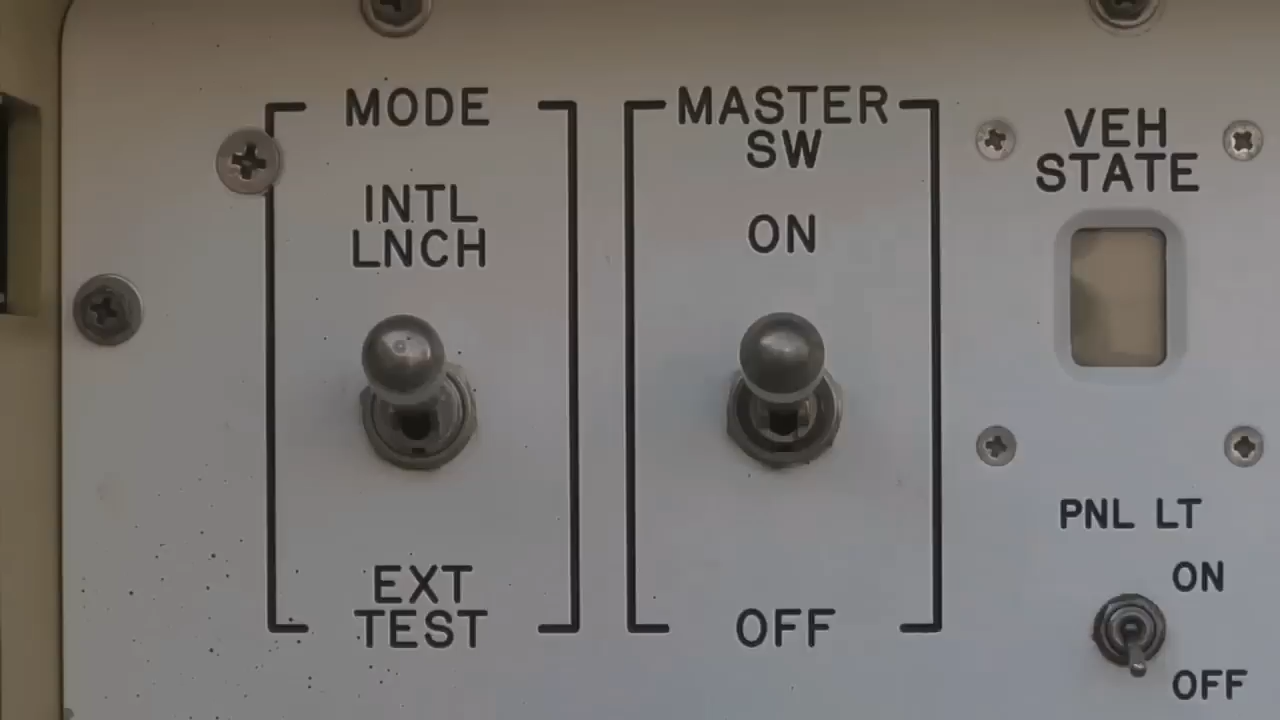 MODE
INTL
LNCH
EXT
TEST
MASTER
SW
ON
OFF
VEH
STATE
PNL LT
ON
OFF